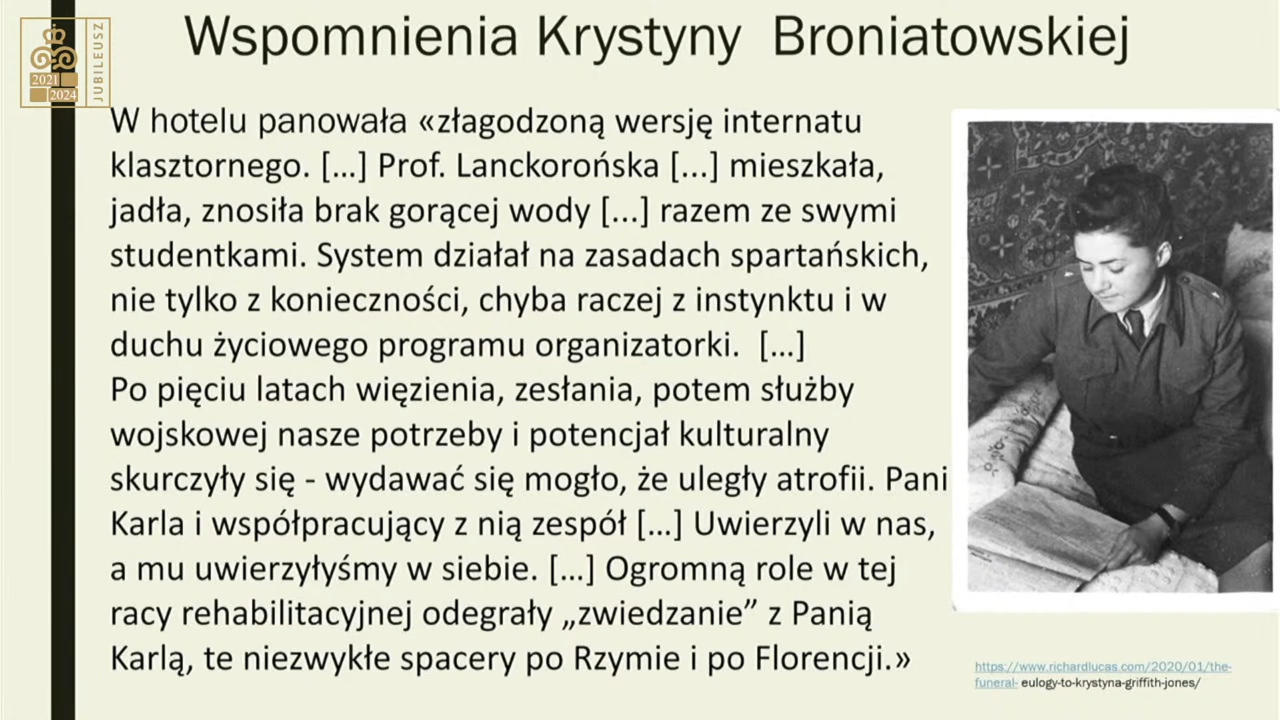 Wspomnienia Krystyny Broniatowskiej
2021
2024
JUBILEUSZ
W hotelu panowała «złagodzoną wersję internatu
klasztornego. [...] Prof. Lanckorońska [...] mieszkała,
jadła, znosiła brak gorącej wody [...] razem ze swymi
studentkami. System działał na zasadach spartańskich,
nie tylko z konieczności, chyba raczej z instynktu i w
duchu życiowego programu organizatorki. [...]
Po pięciu latach więzienia, zesłania, potem służby
wojskowej nasze potrzeby i potencjał kulturalny
skurczyły się - wydawać się mogło, że uległy atrofii. Pani
Karla i współpracujący z nią zespół [...] Uwierzyli w nas,
a mu uwierzyłyśmy w siebie. [...] Ogromną role w tej
racy rehabilitacyjnej odegrały „zwiedzanie” z Panią
Karlą, te niezwykłe spacery po Rzymie i po Florencji.»
https://www.richardlucas.com/2020/01/the-
funeral- eulogy-to-krystyna-griffith-jones/